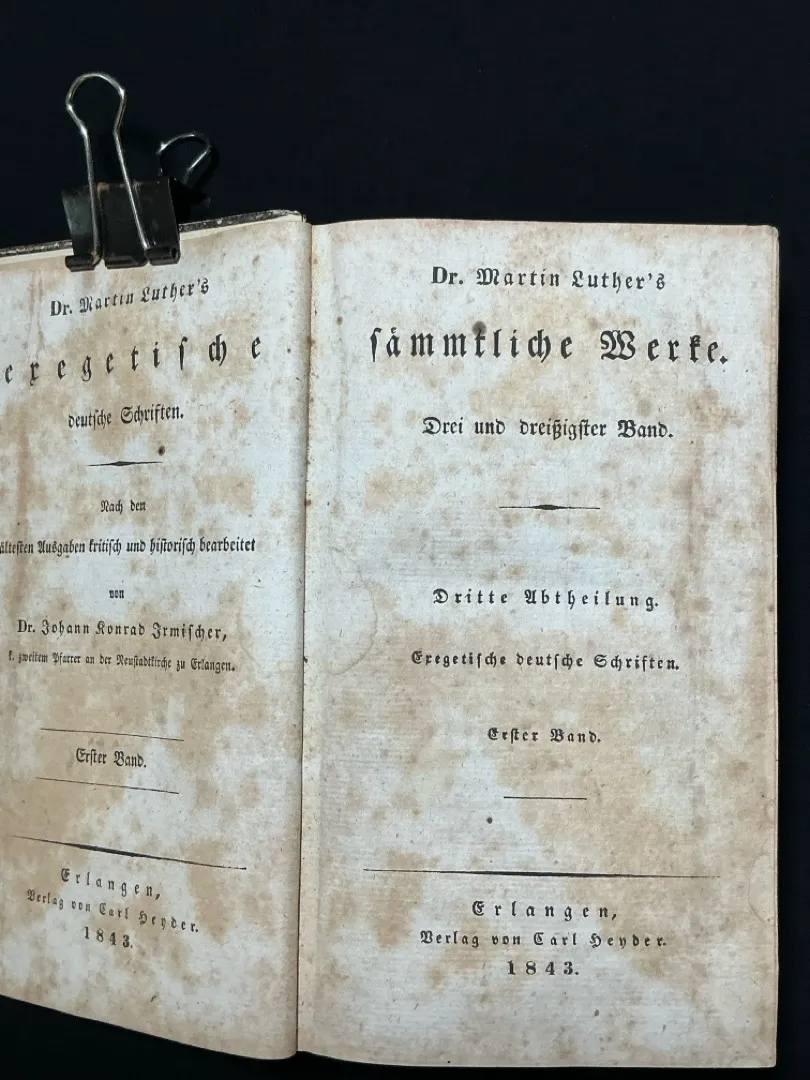 Dr. Martin Luther's
exegetische
deutsche Schriften.
Nach den
ältesten Ausgaben kritisch und historisch bearbeitet
von
Dr. Johann Konrad Irmischer,
k. zweitem Pfarrer an der Neustadtkirche zu Erlangen.
Erster Band.
Erlangen,
Verlag von Carl Heyder.
1843.
Dr. Martin Luther's
sämmtliche Werke.
Drei und dreißigster Band.
Dritte Abtheilung.
Exegetische deutsche Schriften.
Erster Band.
Erlangen,
Verlag von Carl Heyder.
1843.